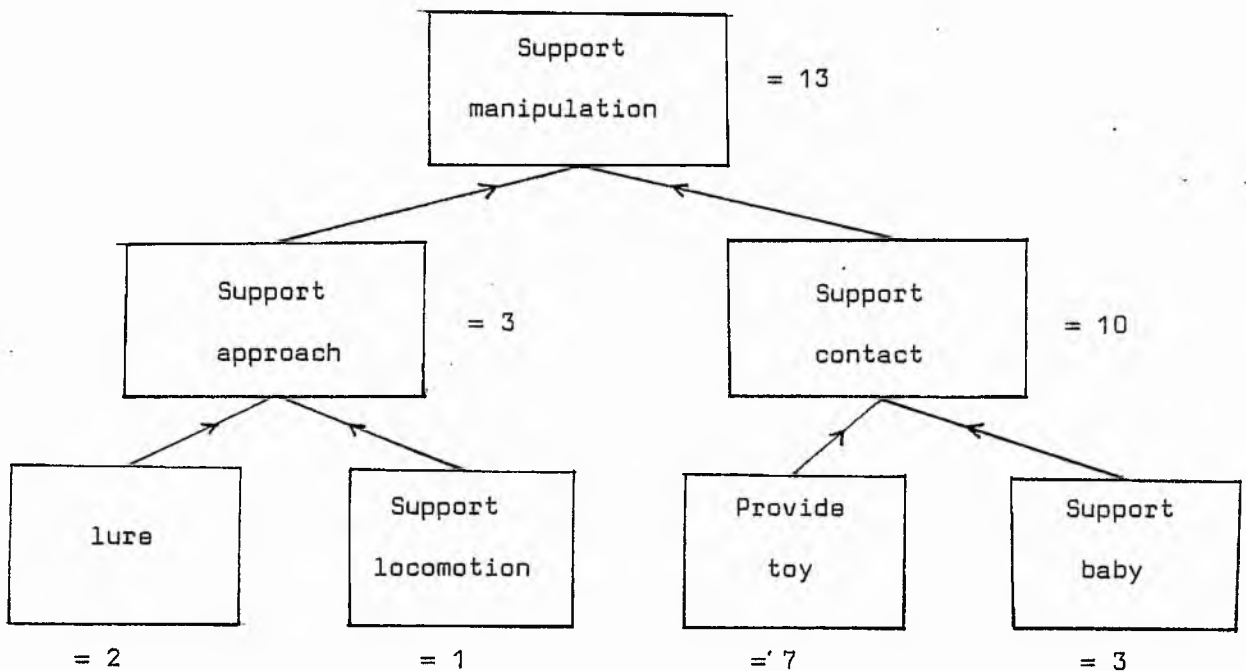 Support
manipulation
= 13
Support
approach
= 3
Support
contact
= 10
lure
= 2
Support
locomotion
= 1
Provide
toy
= 7
Support
baby
= 3